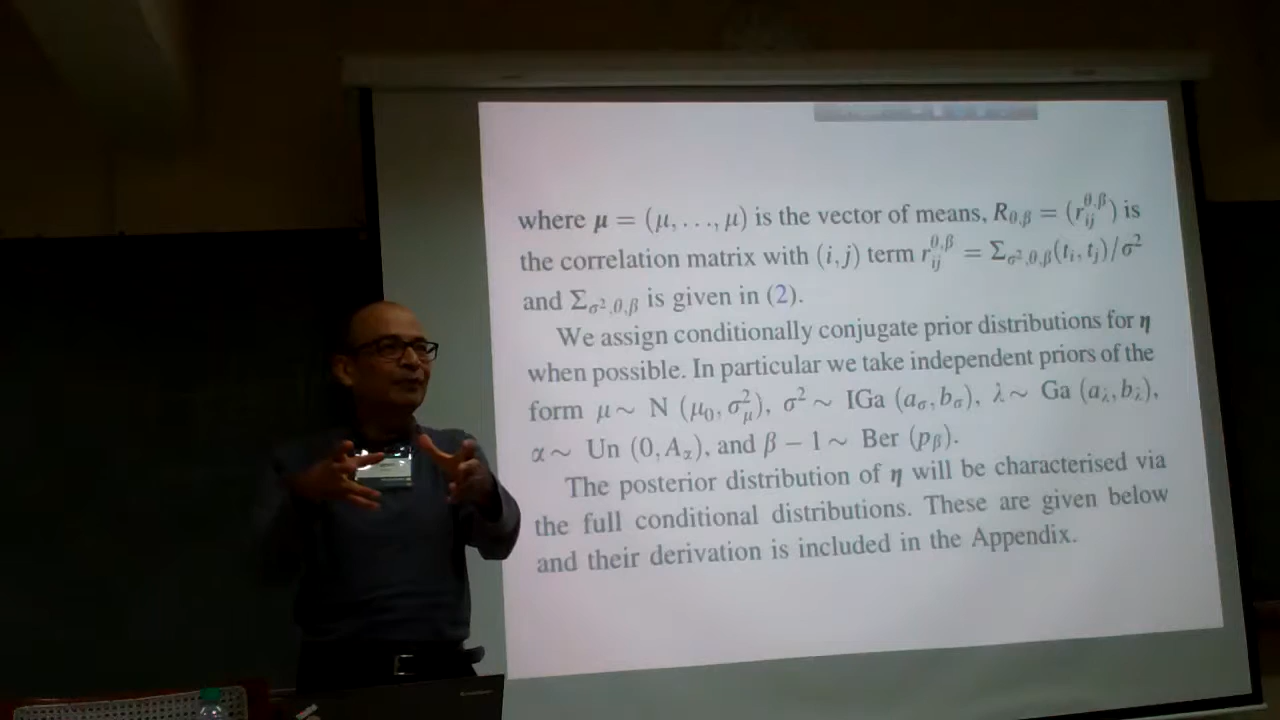 where μ = (μ, . . . , μ) is the vector of means, R_{θ,β} = (r_{ij}^{θ,β}) is
the correlation matrix with (i, j) term r_{ij}^{θ,β} = Σ_{σ²,θ,β}(t_i, t_j)/σ²
and Σ_{σ²,θ,β} is given in (2).
We assign conditionally conjugate prior distributions for η
when possible. In particular we take independent priors of the
form μ ∼ N (μ₀, σ_μ²), σ² ∼ IGa (a_σ, b_σ), λ ∼ Ga (a_λ, b_λ),
α ∼ Un (0, A_α), and β − 1 ∼ Ber (p_β).
The posterior distribution of η will be characterised via
the full conditional distributions. These are given below
and their derivation is included in the Appendix.